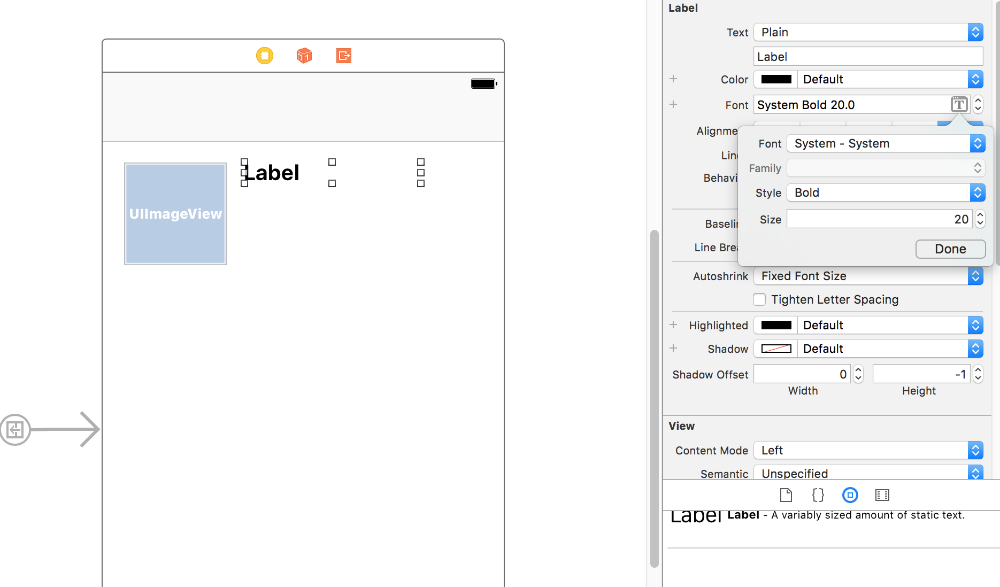 Label
Text Plain
Label
Color Default
Font System Bold 20.0
T
Alignme
Font System - System
Lin
Family
Behavi
Style Bold
Size 20
Baselin
Done
Line Brea
Autoshrink Fixed Font Size
Tighten Letter Spacing
Highlighted Default
Shadow Default
Shadow Offset 0 -1
Width Height
View
Content Mode Left
Semantic Unspecified
Label Label - A variably sized amount of static text.
1
Label
UIImageView